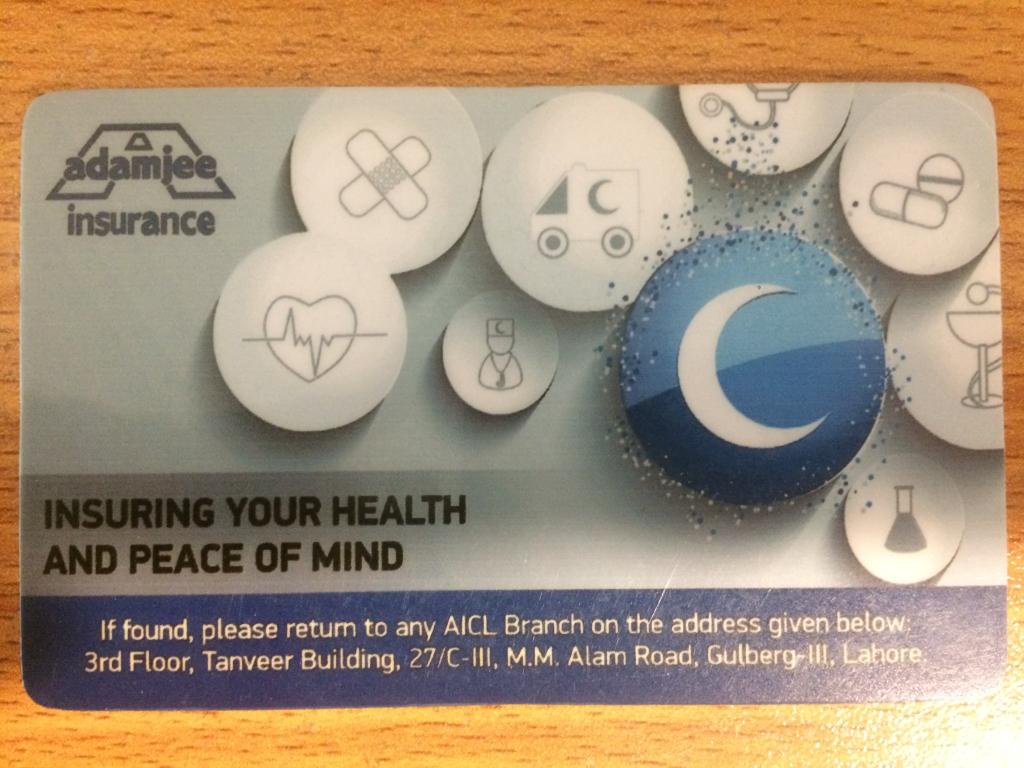 adamjee
insurance
INSURING YOUR HEALTH
AND PEACE OF MIND
If found, please return to any AICL Branch on the address given below:
3rd Floor, Tanveer Building, 27/C-III, M.M. Alam Road, Gulberg-III, Lahore.